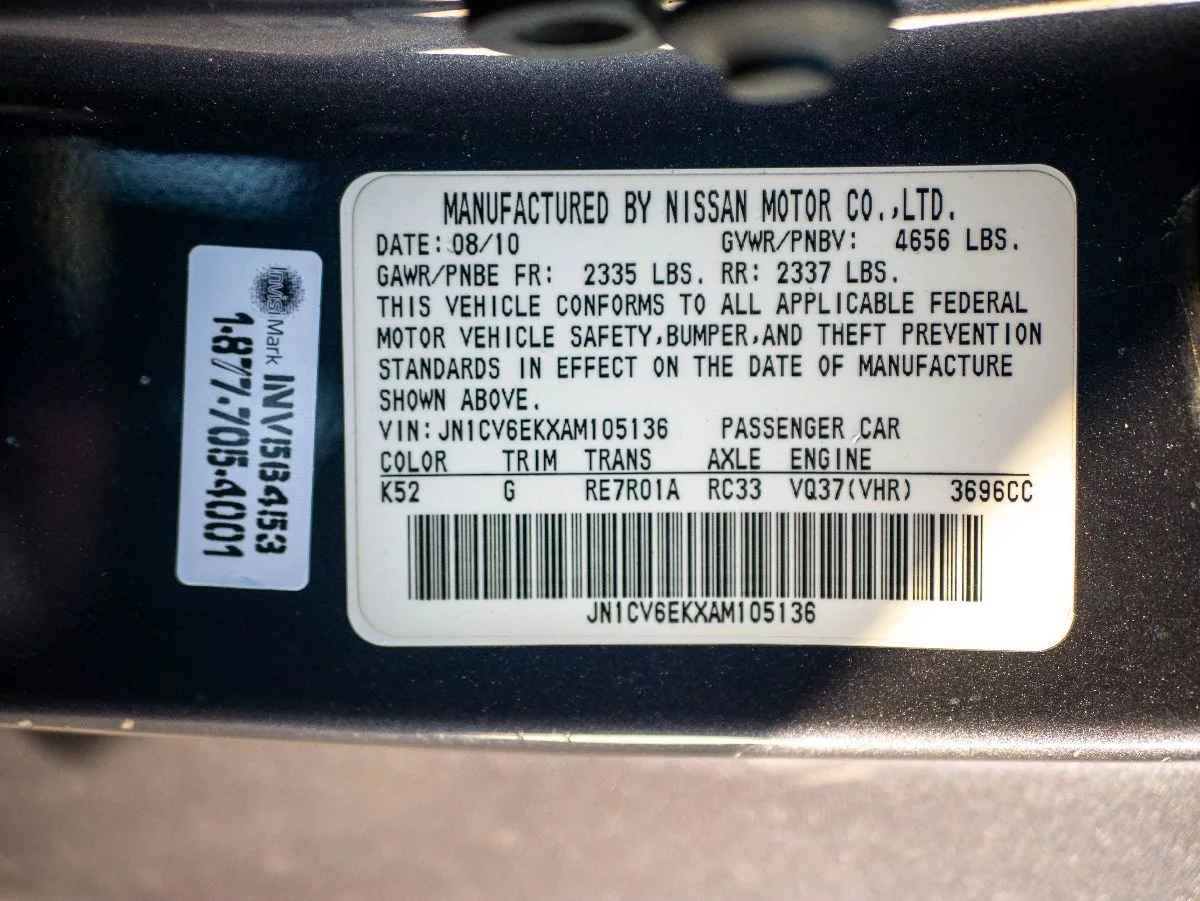 MANUFACTURED BY NISSAN MOTOR CO.,LTD.
DATE: 08/10 GVWR/PNBV: 4656 LBS.
GAWR/PNBE FR: 2335 LBS. RR: 2337 LBS.
THIS VEHICLE CONFORMS TO ALL APPLICABLE FEDERAL
MOTOR VEHICLE SAFETY,BUMPER,AND THEFT PREVENTION
STANDARDS IN EFFECT ON THE DATE OF MANUFACTURE
SHOWN ABOVE.
VIN: JN1CV6EKXAM105136 PASSENGER CAR
COLOR TRIM TRANS AXLE ENGINE
K52 G RE7R01A RC33 VQ37(VHR) 3696CC
JN1CV6EKXAM105136
InvisiMark INV5B453
1.877.705.4001